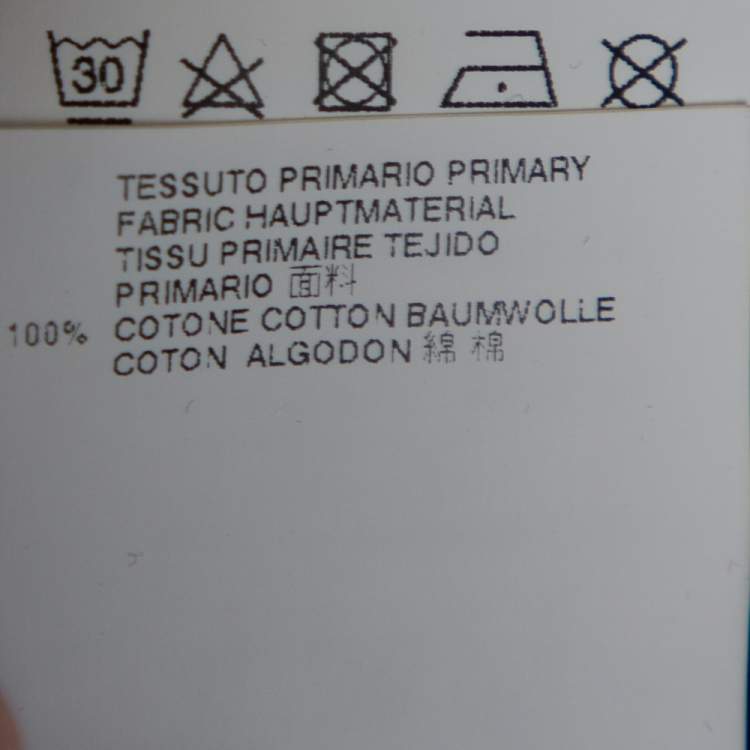 30
TESSUTO PRIMARIO PRIMARY
FABRIC HAUPTMATERIAL
TISSU PRIMAIRE TEJIDO
PRIMARIO 面料
100% COTONE COTTON BAUMWOLLE
COTON ALGODON 綿 棉